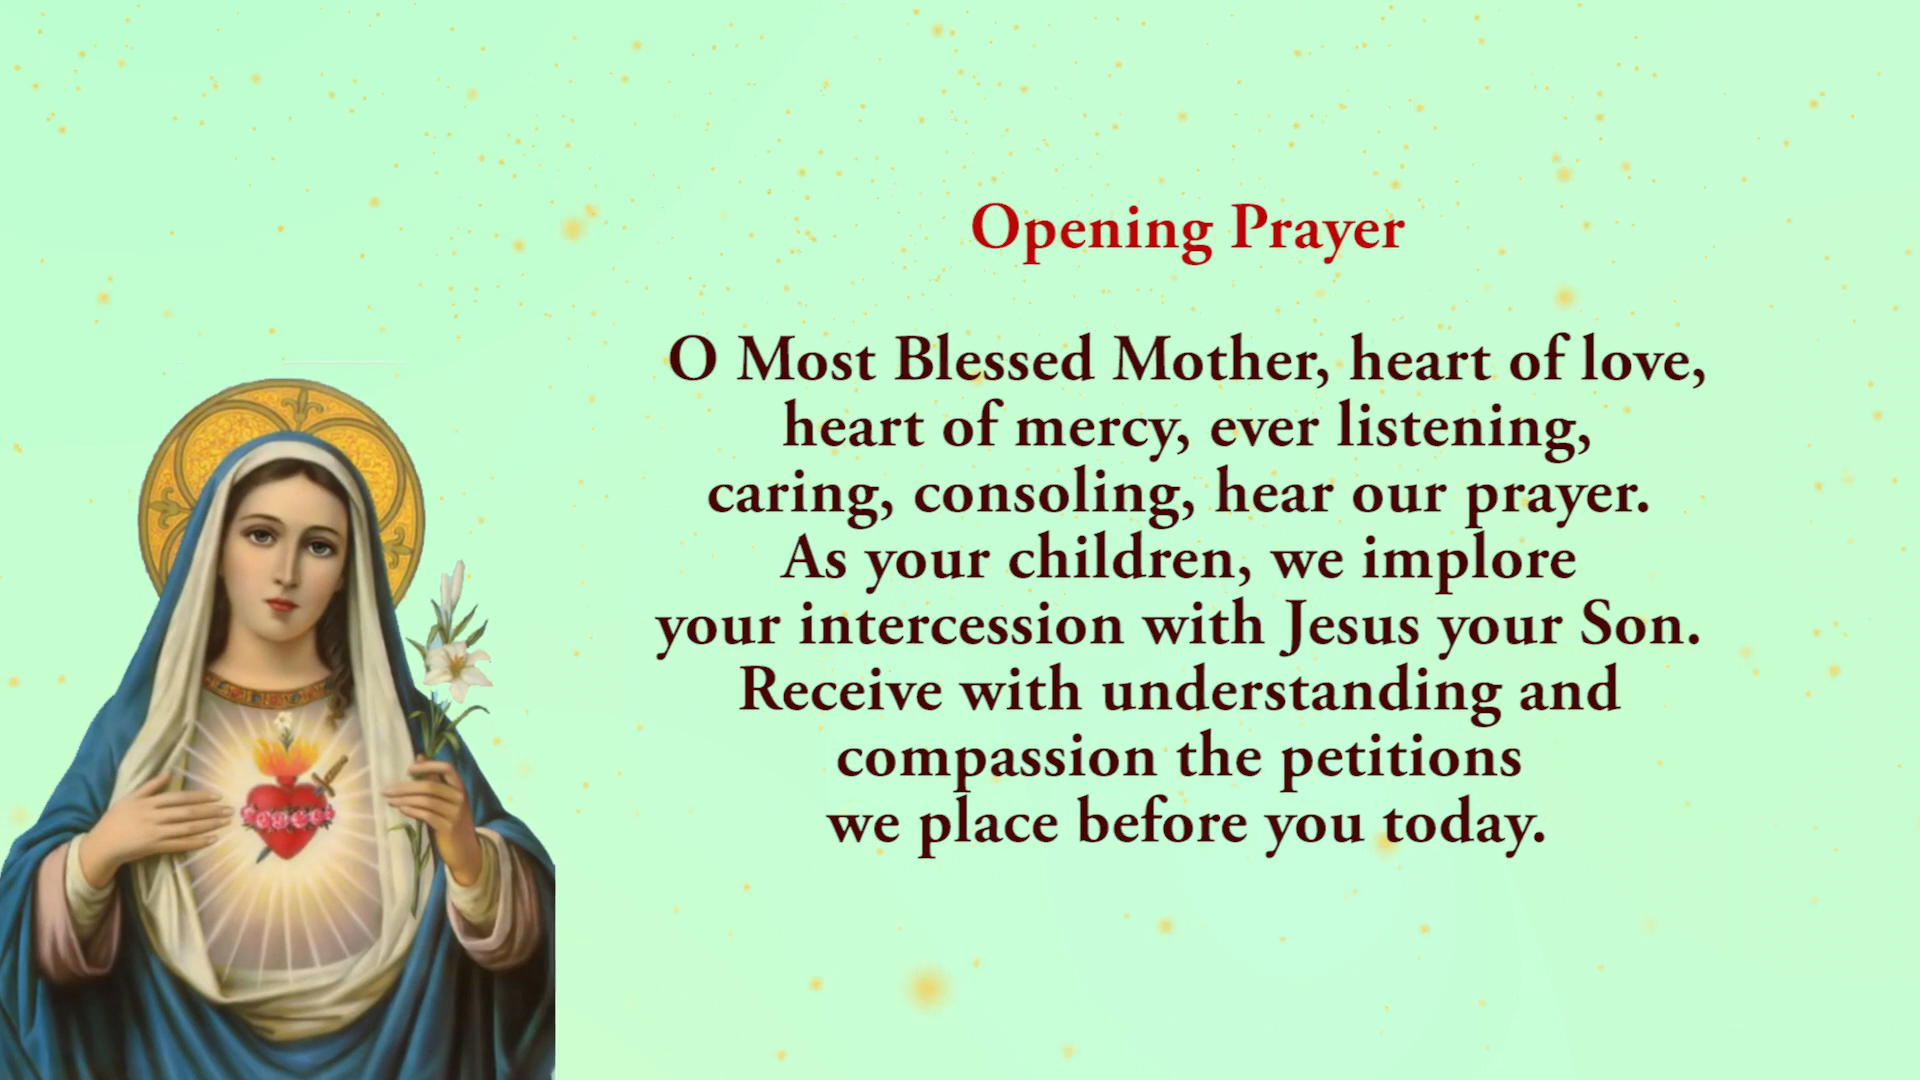 Opening Prayer
O Most Blessed Mother, heart of love,
heart of mercy, ever listening,
caring, consoling, hear our prayer.
As your children, we implore
your intercession with Jesus your Son.
Receive with understanding and
compassion the petitions
we place before you today.